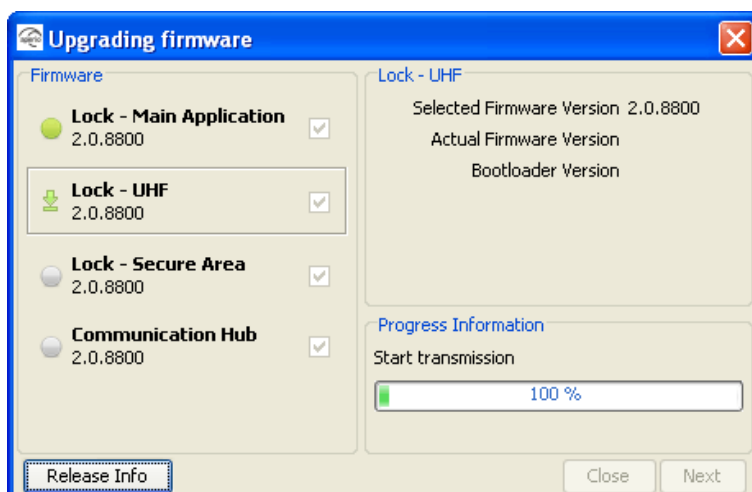 Upgrading firmware
Firmware
Lock - Main Application
2.0.8800
Lock - UHF
2.0.8800
Lock - Secure Area
2.0.8800
Communication Hub
2.0.8800
Release Info
Lock - UHF
Selected Firmware Version 2.0.8800
Actual Firmware Version
Bootloader Version
Progress Information
Start transmission
100 %
Close
Next